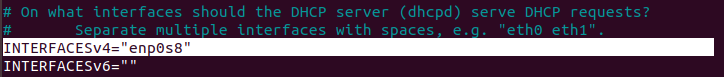 # On what interfaces should the DHCP server (dhcpd) serve DHCP requests?
#       Separate multiple interfaces with spaces, e.g. "eth0 eth1".
INTERFACESv4="enp0s8"
INTERFACESv6=""